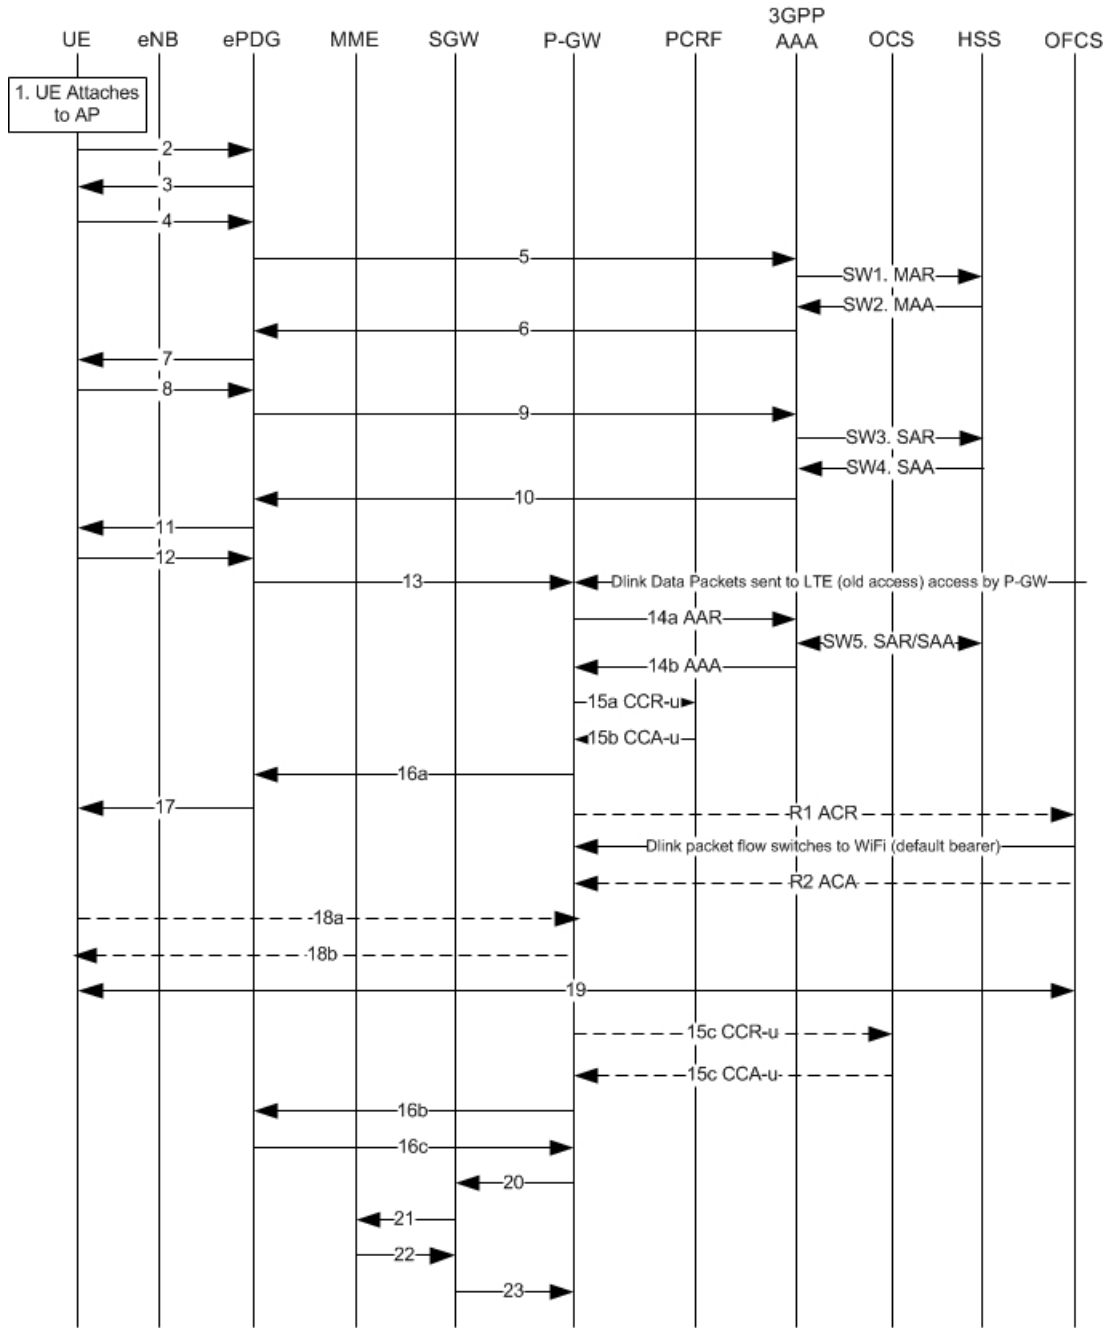 3GPP
UE eNB ePDG MME SGW P-GW PCRF AAA OCS HSS OFCS
1. UE Attaches
to AP
2
3
4
5
SW1. MAR
SW2. MAA
6
7
8
9
SW3. SAR
SW4. SAA
10
11
12
13 Dlink Data Packets sent to LTE (old access) access by P-GW
14a AAR
SW5. SAR/SAA
14b AAA
15a CCR-u
15b CCA-u
16a
17
R1 ACR
Dlink packet flow switches to WiFi (default bearer)
R2 ACA
18a
18b
19
15c CCR-u
15c CCA-u
16b
16c
20
21
22
23